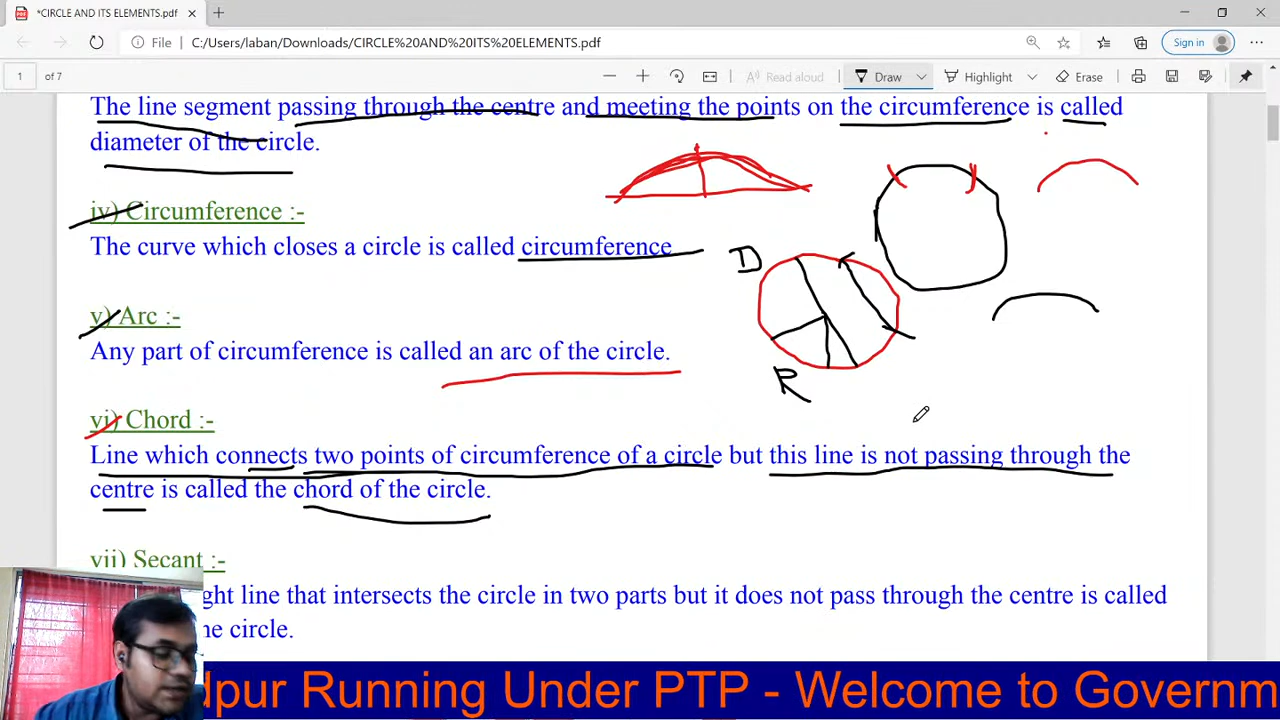 *CIRCLE AND ITS ELEMENTS.pdf
File C:/Users/laban/Downloads/CIRCLE%20AND%20ITS%20ELEMENTS.pdf
Sign in
1 of 7
Read aloud
Draw
Highlight
Erase
The line segment passing through the centre and meeting the points on the circumference is called
diameter of the circle.
iv) Circumference :-
The curve which closes a circle is called circumference
D
v) Arc :-
Any part of circumference is called an arc of the circle.
R
vi) Chord :-
Line which connects two points of circumference of a circle but this line is not passing through the
centre is called the chord of the circle.
vii) Secant :-
ght line that intersects the circle in two parts but it does not pass through the centre is called
he circle.
dpur Running Under PTP - Welcome to Governm